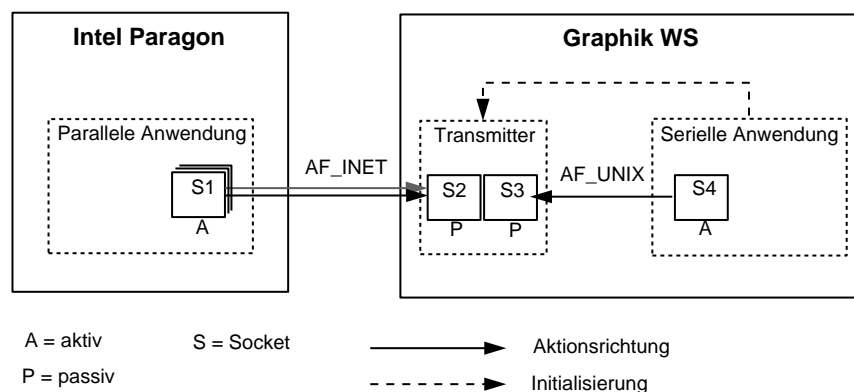 Intel Paragon
Graphik WS
Parallele Anwendung
Transmitter
Serielle Anwendung
S1
A
AF_INET
S2
P
S3
P
AF_UNIX
S4
A
A = aktiv
S = Socket
Aktionsrichtung
P = passiv
Initialisierung